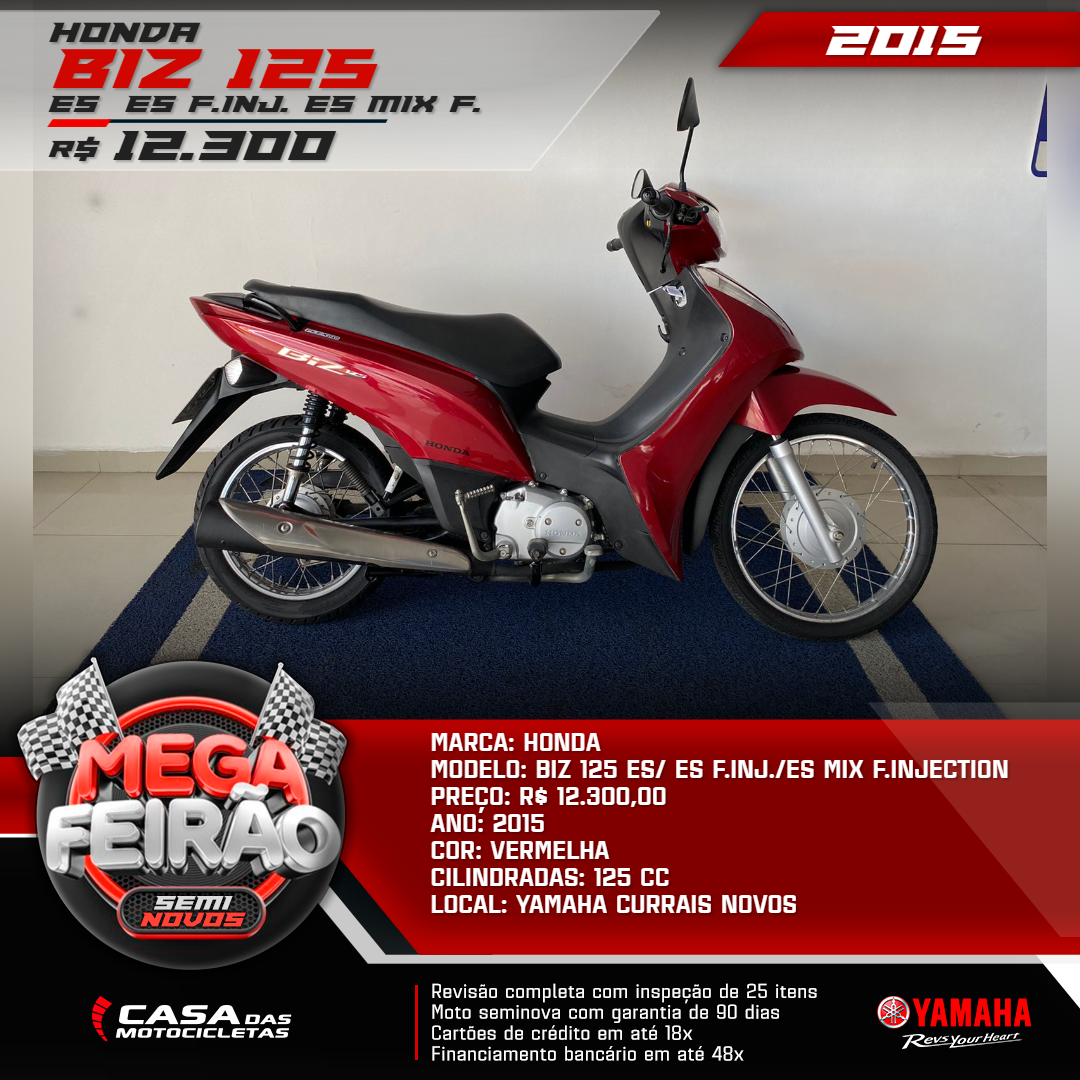 HONDA
BIZ 125
ES ES F.INJ. ES MIX F.
R$ 12.300
2015
BIZ 125
HONDA
HONDA
MEGA
FEIRÃO
SEMI
NOVOS
MARCA: HONDA
MODELO: BIZ 125 ES/ ES F.INJ./ES MIX F.INJECTION
PREÇO: R$ 12.300,00
ANO: 2015
COR: VERMELHA
CILINDRADAS: 125 CC
LOCAL: YAMAHA CURRAIS NOVOS
CASA DAS
MOTOCICLETAS
Revisão completa com inspeção de 25 itens
Moto seminova com garantia de 90 dias
Cartões de crédito em até 18x
Financiamento bancário em até 48x
YAMAHA
Revs Your Heart